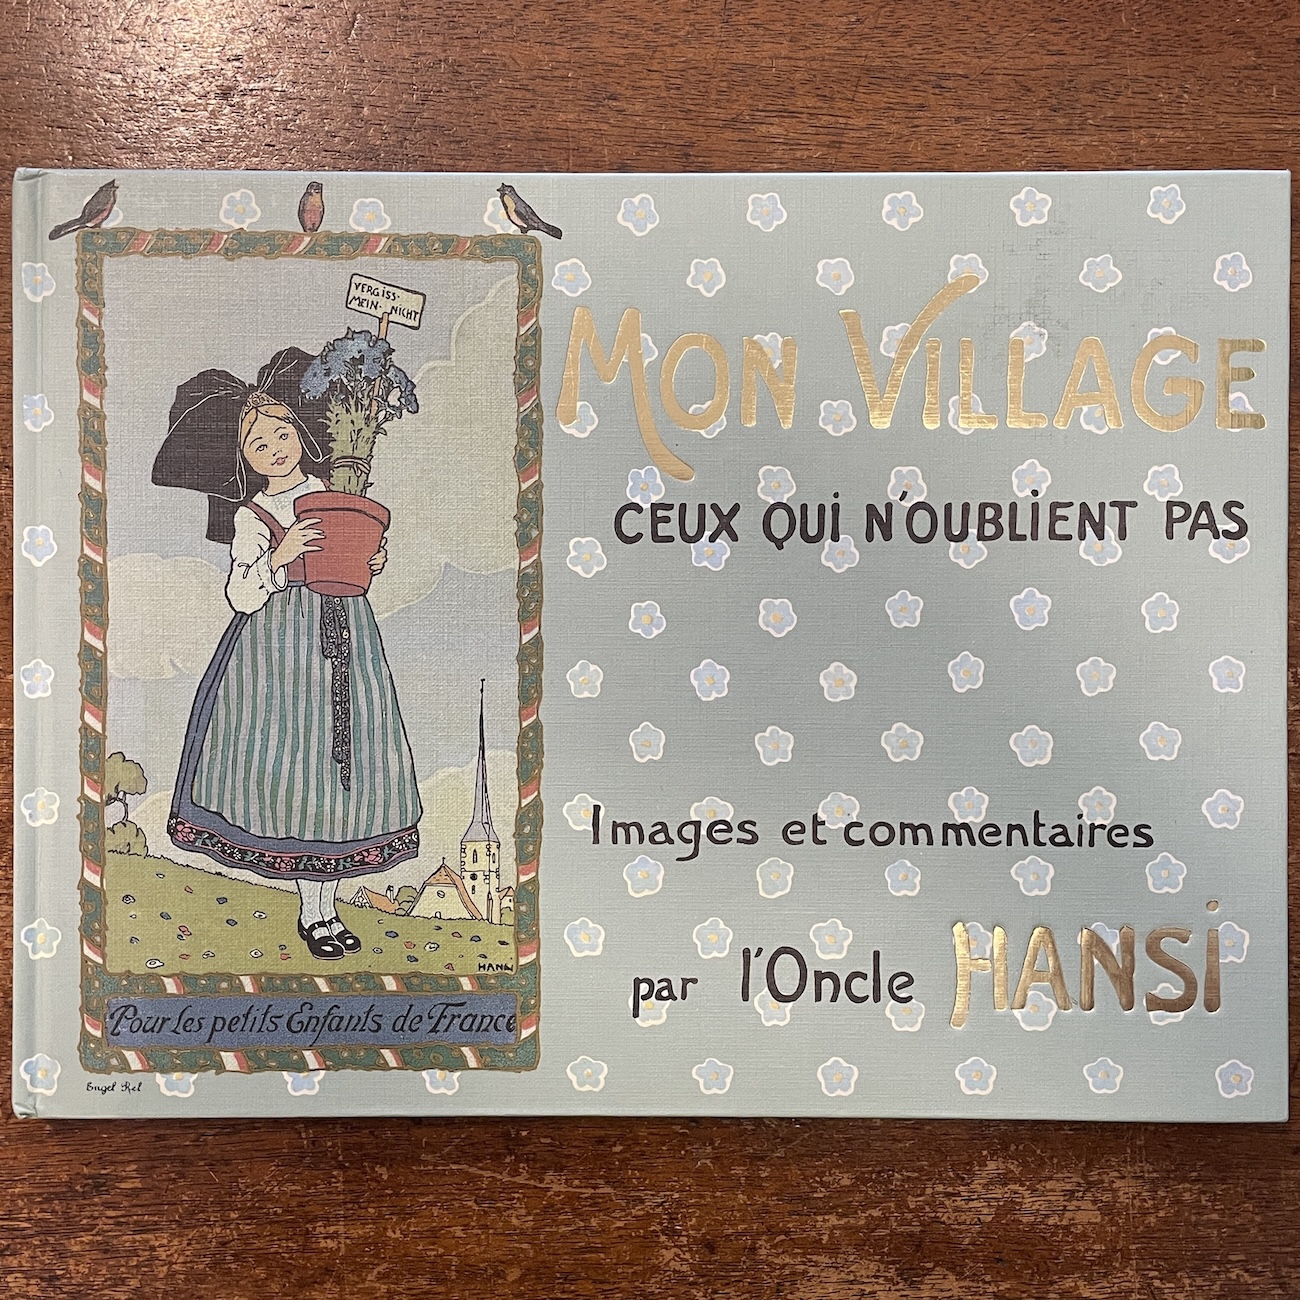 VERGISS-
MEIN- NICHT
HANSI
Pour les petits Enfants de France
Engel Rel
MON VILLAGE
CEUX QUI N'OUBLIENT PAS
Images et commentaires
par l'Oncle HANSi